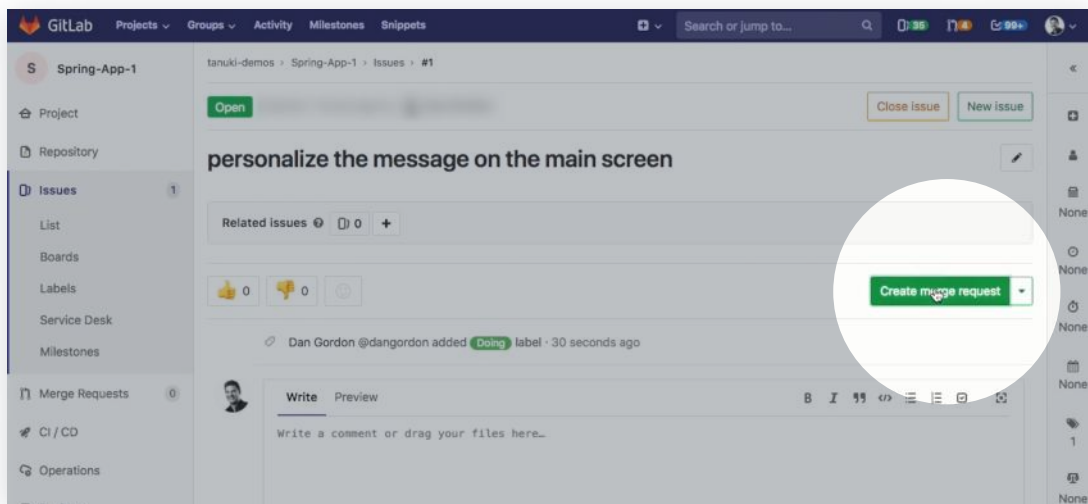 GitLab Projects Groups Activity Milestones Snippets Search or jump to... 35 4 99+
S Spring-App-1
tanuki-demos > Spring-App-1 > Issues > #1
Project
Open
Close issue New issue
Repository
personalize the message on the main screen
Issues 1
None
List
Related issues 0
Boards
None
Labels
0 0
Create merge request
Service Desk
None
Milestones
Dan Gordon @dangordon added Doing label · 30 seconds ago
None
Merge Requests 0
Write Preview
B I
CI / CD
Write a comment or drag your files here...
1
Operations
None